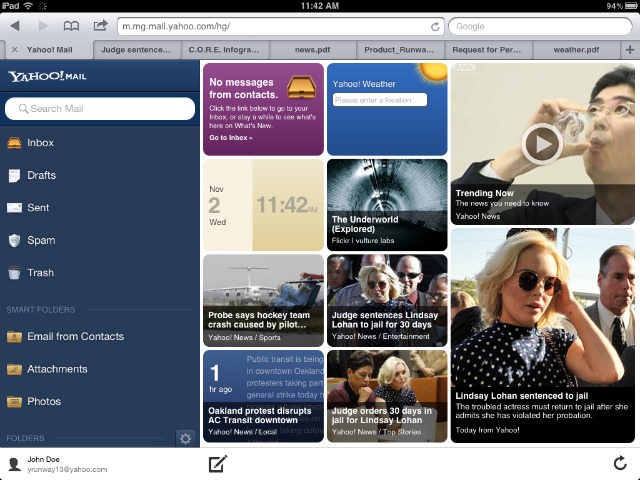 iPad
11:42 AM
94%
m.mg.mail.yahoo.com/hg/
Google
Yahoo! Mail
Judge sentence...
C.O.R.E. Infogra...
news.pdf
Product_Runwa...
Request for Per...
weather.pdf
YAHOO! MAIL
Search Mail
Inbox
Drafts
Sent
Spam
Trash
SMART FOLDERS
Email from Contacts
Attachments
Photos
FOLDERS
John Doe
yrunway13@yahoo.com
No messages
from contacts.
Click the link below to go to your
Inbox, or stay a while to see what's
here on What's New.
Go to Inbox »
Yahoo! Weather
Please enter a location
Trending Now
The news you need to know
Yahoo! News
Nov
2
Wed
11:42AM
The Underworld
(Explored)
Flickr I vulture labs
Probe says hockey team
crash caused by pilot...
Yahoo! News / Sports
Judge sentences Lindsay
Lohan to jail for 30 days
Yahoo! News / Entertainment
Lindsay Lohan sentenced to jail
The troubled actress must return to jail after she
admits she has violated her probation.
Today from Yahoo!
1
hr ago
Public transit is being
in downtown Oakland
protesters taking part
general strike today h
Oakland protest disrupts
AC Transit downtown
Yahoo! News / Local
Judge orders 30 days in
jail for Lindsay Lohan
Yahoo! News / Top Stories